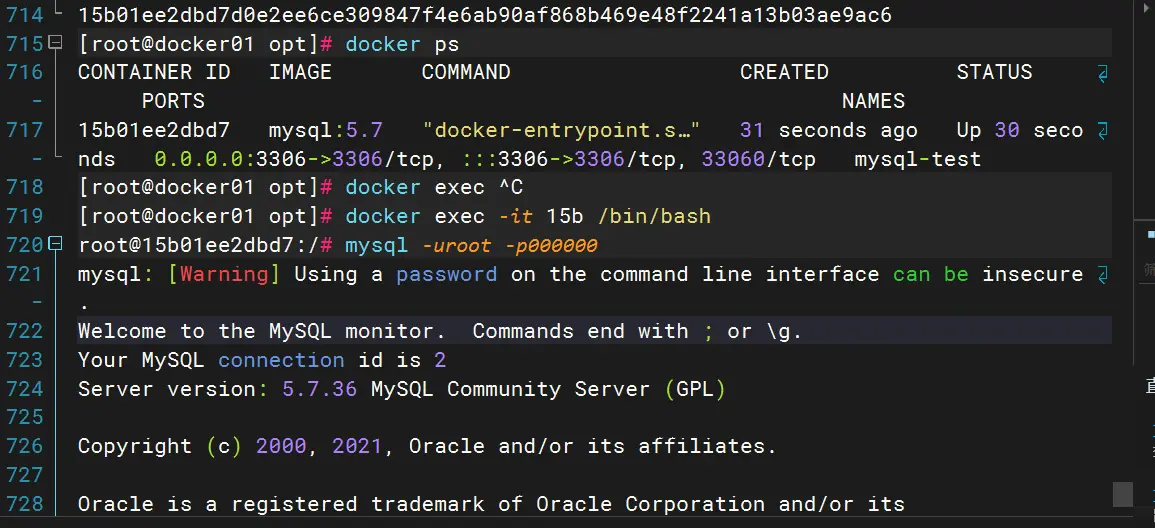 714 15b01ee2dbd7d0e2ee6ce309847f4e6ab90af868b469e48f2241a13b03ae9ac6
715 [root@docker01 opt]# docker ps
716 CONTAINER ID   IMAGE       COMMAND                  CREATED          STATUS
-      PORTS                                                  NAMES
717 15b01ee2dbd7   mysql:5.7   "docker-entrypoint.s…"   31 seconds ago   Up 30 seco
- nds   0.0.0.0:3306->3306/tcp, :::3306->3306/tcp, 33060/tcp   mysql-test
718 [root@docker01 opt]# docker exec ^C
719 [root@docker01 opt]# docker exec -it 15b /bin/bash
720 root@15b01ee2dbd7:/# mysql -uroot -p000000
721 mysql: [Warning] Using a password on the command line interface can be insecure
- .
722 Welcome to the MySQL monitor.  Commands end with ; or \g.
723 Your MySQL connection id is 2
724 Server version: 5.7.36 MySQL Community Server (GPL)
725
726 Copyright (c) 2000, 2021, Oracle and/or its affiliates.
727
728 Oracle is a registered trademark of Oracle Corporation and/or its